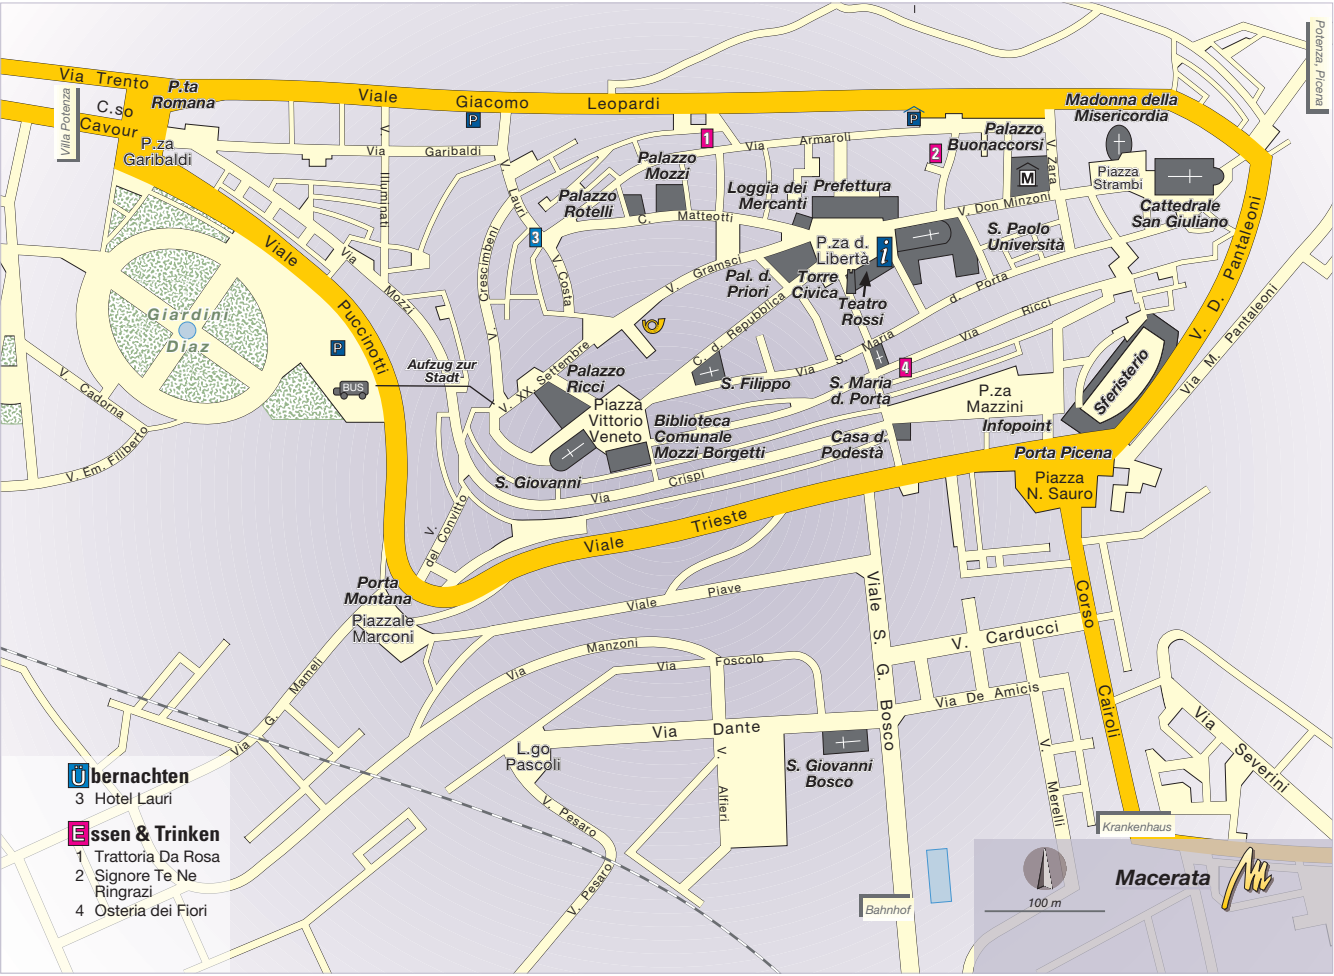 Via Trento
P.ta
Romana
C.so
Cavour
Villa Potenza
P.za
Garibaldi
Viale Giacomo Leopardi
P
P
Potenza, Picena
Via Garibaldi
V. Illuminati
V. Lauri
V. Crescimbeni
V. Costa
1
Via Armaroli
2
Palazzo
Mozzi
Palazzo
Rotelli
C. Matteotti
3
Loggia dei
Mercanti
Prefettura
Palazzo
Buonaccorsi
M
V. Zara
Madonna della
Misericordia
Piazza
Strambi
Cattedrale
San Giuliano
V. Don Minzoni
S. Paolo
Università
P.za d.
Libertà
i
V. Gramsci
Pal. d.
Priori
Torre
Civica
Teatro
Rossi
d. Porta
S. Maria
Via
Via Ricci
V. D. Pantaleoni
Via M. Pantaleoni
Viale Puccinotti
Via Mozzi
Giardini
Diaz
P
BUS
Aufzug zur
Stadt
V.
V. XX. Settembre
Palazzo
Ricci
Piazza
Vittorio
Veneto
C. d. Repubblica
S. Filippo
S. Maria
d. Porta
4
P.za
Mazzini
Infopoint
Sferisterio
Biblioteca
Comunale
Mozzi Borgetti
Casa d.
Podestà
S. Giovanni
Via Crispi
Porta Picena
Piazza
N. Sauro
V. Cadorna
V. Em. Filiberto
V.
del Convitto
Viale Trieste
Porta
Montana
Piazzale
Marconi
Viale Piave
Viale S. G. Bosco
Corso Cairoli
V. Carducci
Via De Amicis
V. Merelli
Via Severini
Via G. Mameli
Via Manzoni
Via Foscolo
Via Dante
V. Alfieri
L.go
Pascoli
V. Pesaro
V. Pesaro
S. Giovanni
Bosco
Krankenhaus
Bahnhof
Übernachten
3 Hotel Lauri
Essen & Trinken
1 Trattoria Da Rosa
2 Signore Te Ne
Ringrazi
4 Osteria dei Fiori
100 m
Macerata